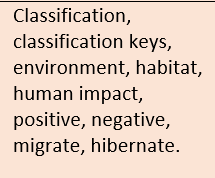 Classification,
classification keys,
environment, habitat,
human impact,
positive, negative,
migrate, hibernate.